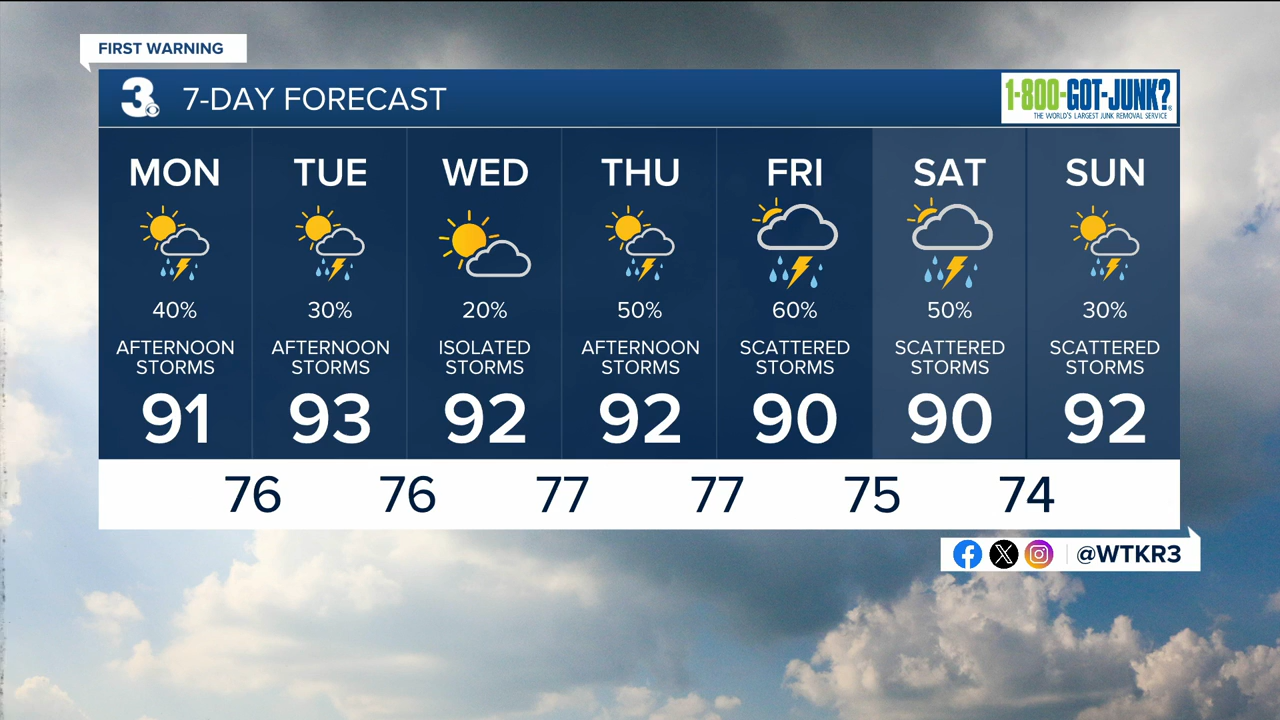 FIRST WARNING
3 7-DAY FORECAST
1-800-GOT-JUNK?
THE WORLD'S LARGEST JUNK REMOVAL SERVICE
MON TUE WED THU FRI SAT SUN
40% 30% 20% 50% 60% 50% 30%
AFTERNOON AFTERNOON ISOLATED AFTERNOON SCATTERED SCATTERED SCATTERED
STORMS STORMS STORMS STORMS STORMS STORMS STORMS
91 93 92 92 90 90 92
76 76 77 77 75 74
@WTKR3